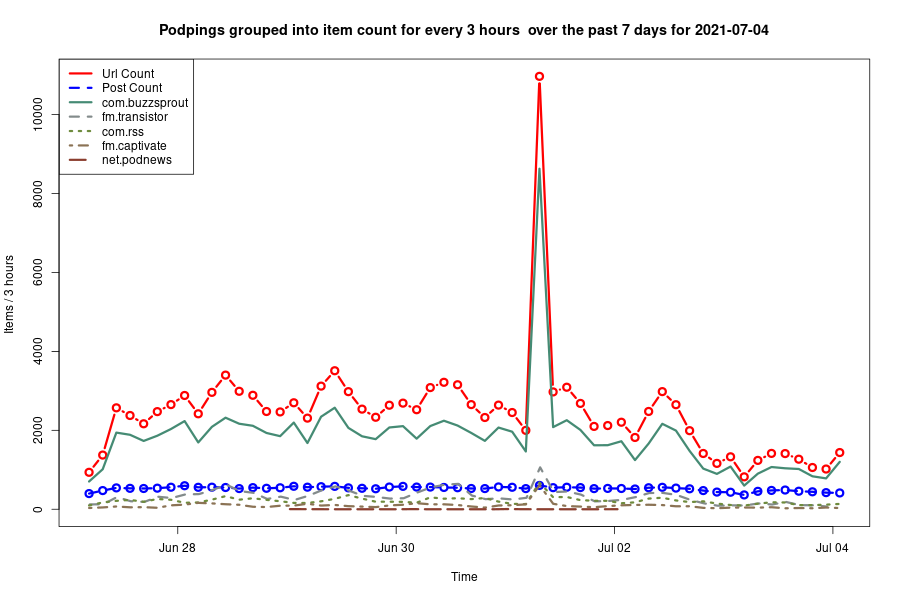 Podpings grouped into item count for every 3 hours  over the past 7 days for 2021-07-04
Url Count
Post Count
com.buzzsprout
fm.transistor
com.rss
fm.captivate
net.podnews
Items / 3 hours
10000
8000
6000
4000
2000
0
Jun 28
Jun 30
Jul 02
Jul 04
Time